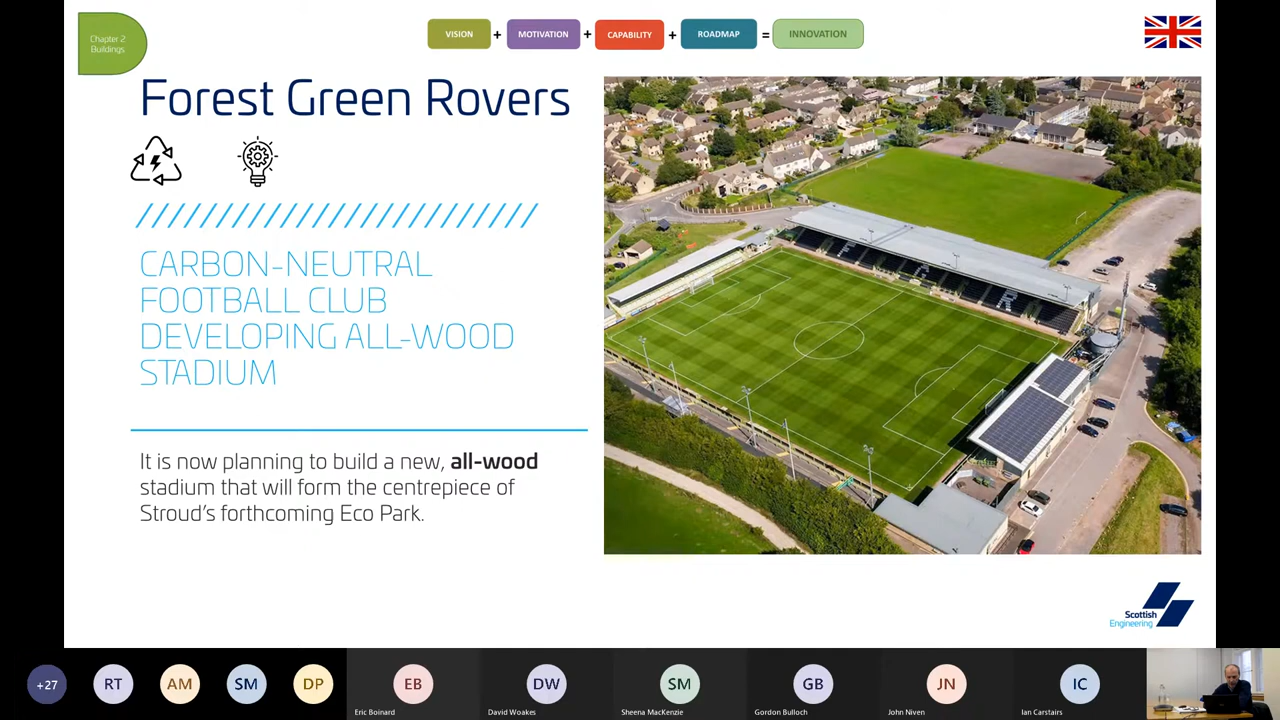 Chapter 2
Buildings
VISION + MOTIVATION + CAPABILITY + ROADMAP = INNOVATION
Forest Green Rovers
CARBON-NEUTRAL
FOOTBALL CLUB
DEVELOPING ALL-WOOD
STADIUM
It is now planning to build a new, all-wood
stadium that will form the centrepiece of
Stroud's forthcoming Eco Park.
Scottish
Engineering
+27
RT
AM
SM
DP
EB
Eric Boinard
DW
David Woakes
SM
Sheena MacKenzie
GB
Gordon Bulloch
JN
John Niven
IC
Ian Carstairs